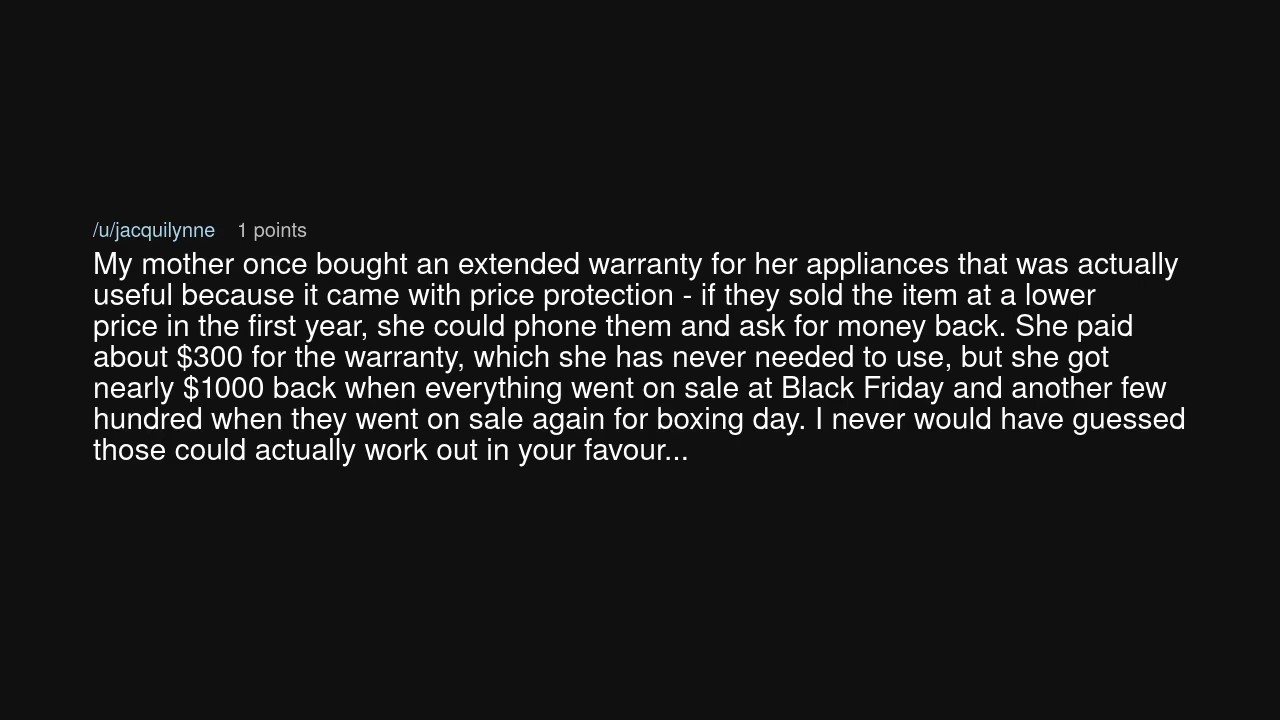 /u/jacquilynne 1 points
My mother once bought an extended warranty for her appliances that was actually
useful because it came with price protection - if they sold the item at a lower
price in the first year, she could phone them and ask for money back. She paid
about $300 for the warranty, which she has never needed to use, but she got
nearly $1000 back when everything went on sale at Black Friday and another few
hundred when they went on sale again for boxing day. I never would have guessed
those could actually work out in your favour...